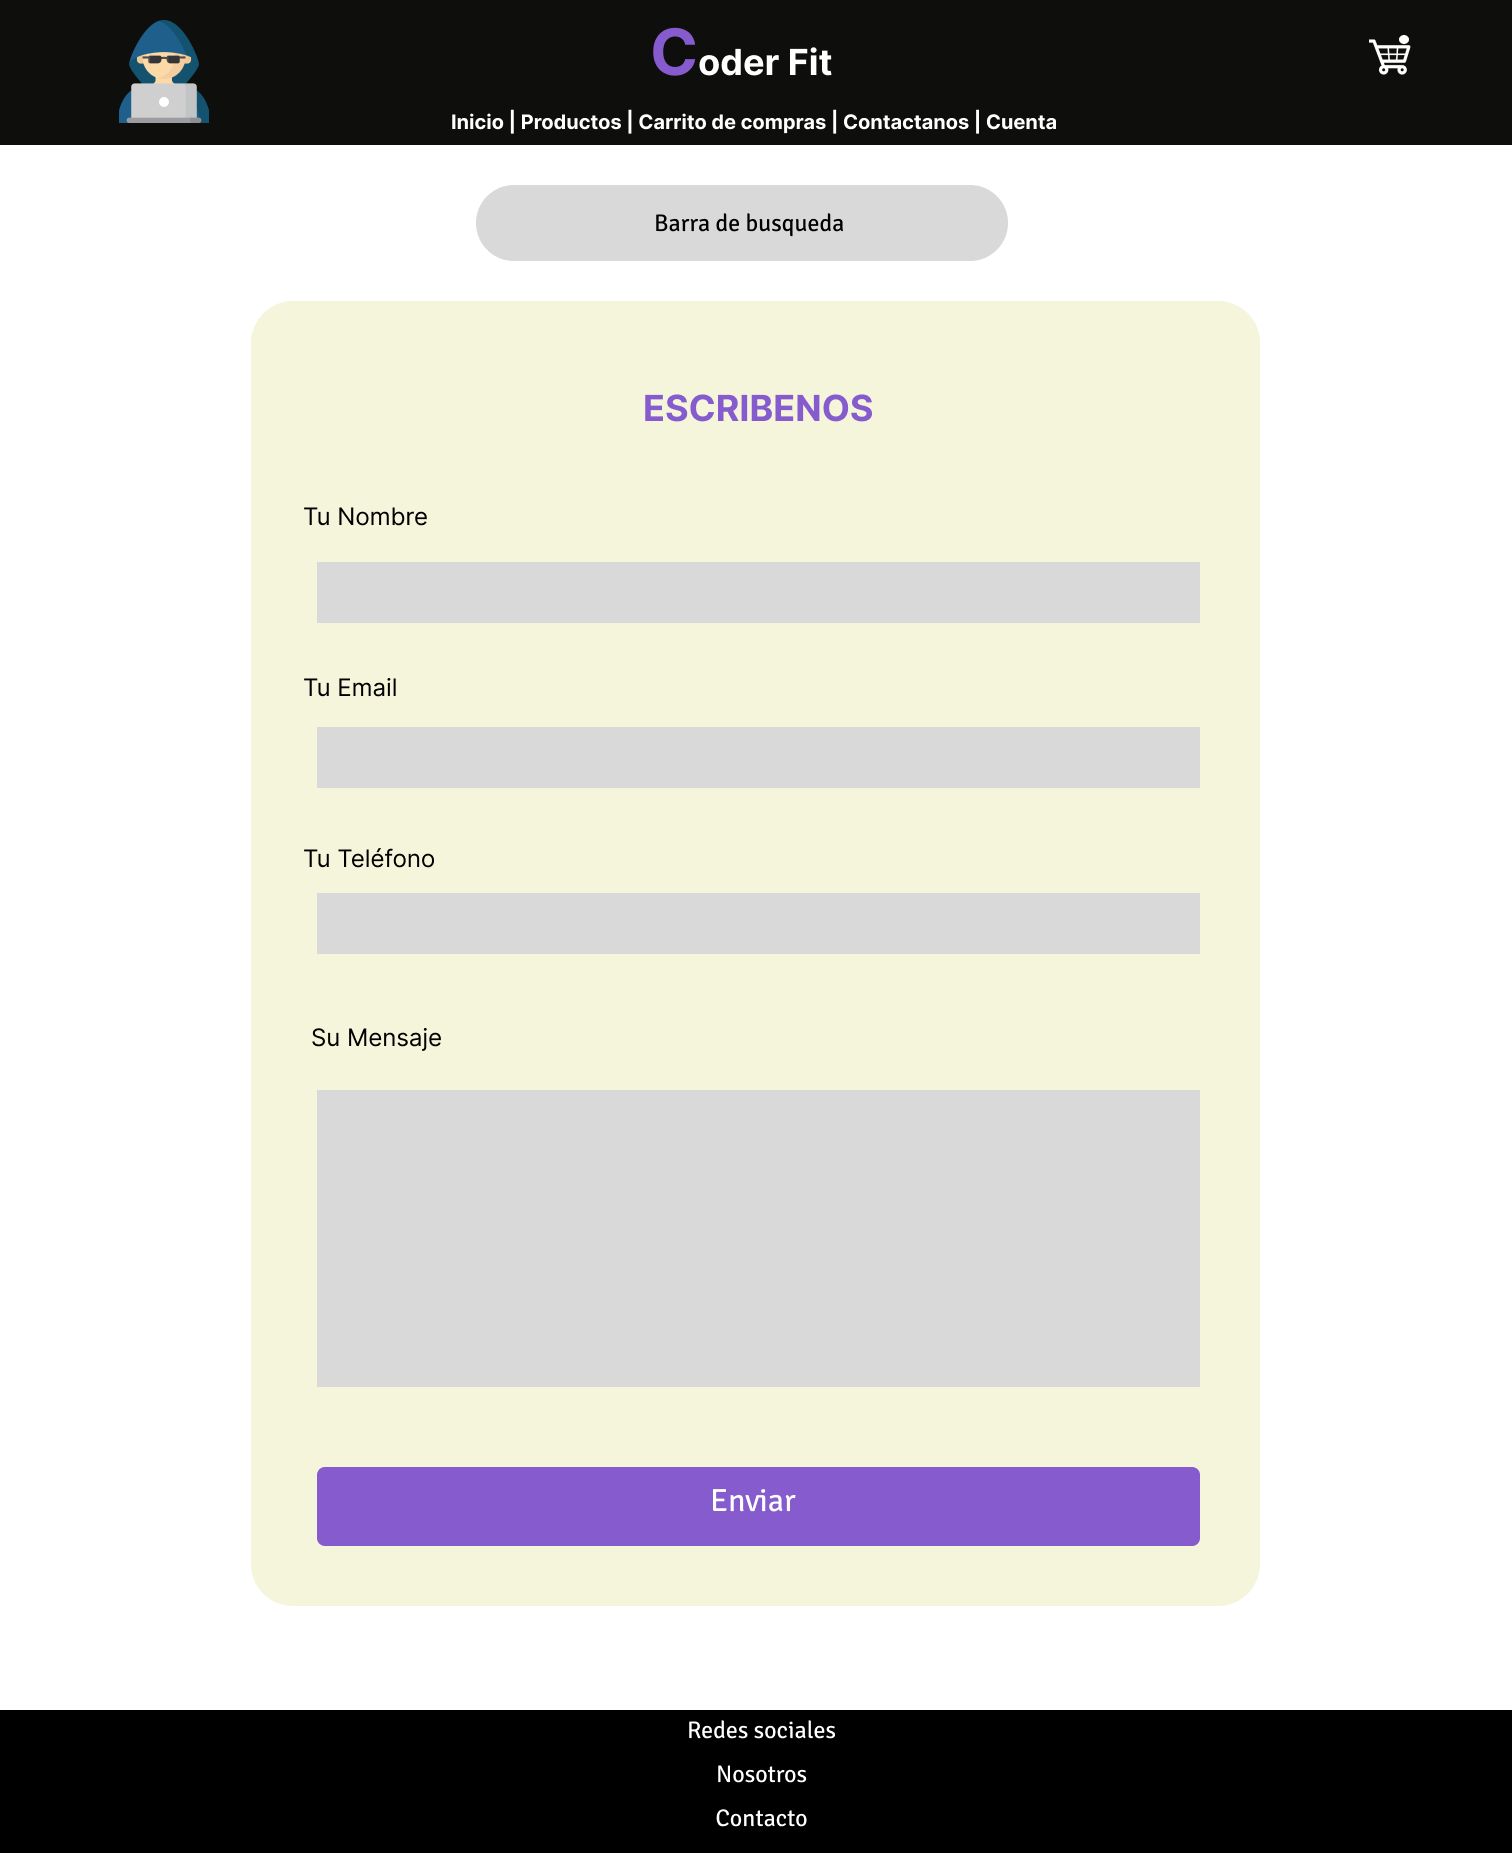 Coder Fit
Inicio | Productos | Carrito de compras | Contactanos | Cuenta
Barra de busqueda
ESCRIBENOS
Tu Nombre
Tu Email
Tu Teléfono
Su Mensaje
Enviar
Redes sociales
Nosotros
Contacto